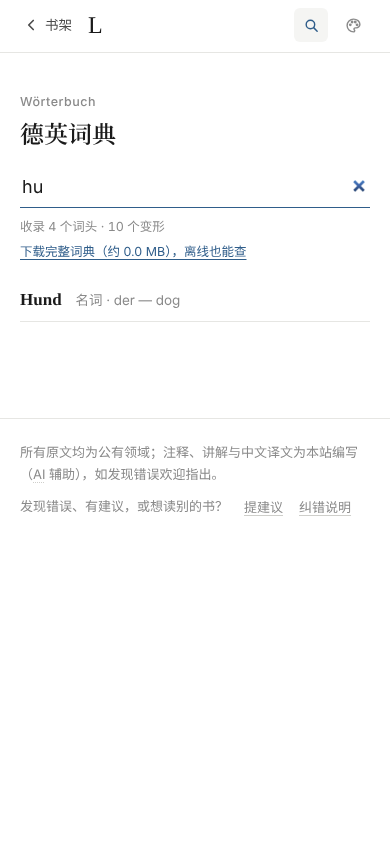 书架 L
Wörterbuch
德英词典
hu
收录 4 个词头 · 10 个变形
下载完整词典（约 0.0 MB），离线也能查
Hund 名词 · der — dog
所有原文均为公有领域；注释、讲解与中文译文为本站编写
（AI 辅助），如发现错误欢迎指出。
发现错误、有建议，或想读别的书？ 提建议 纠错说明